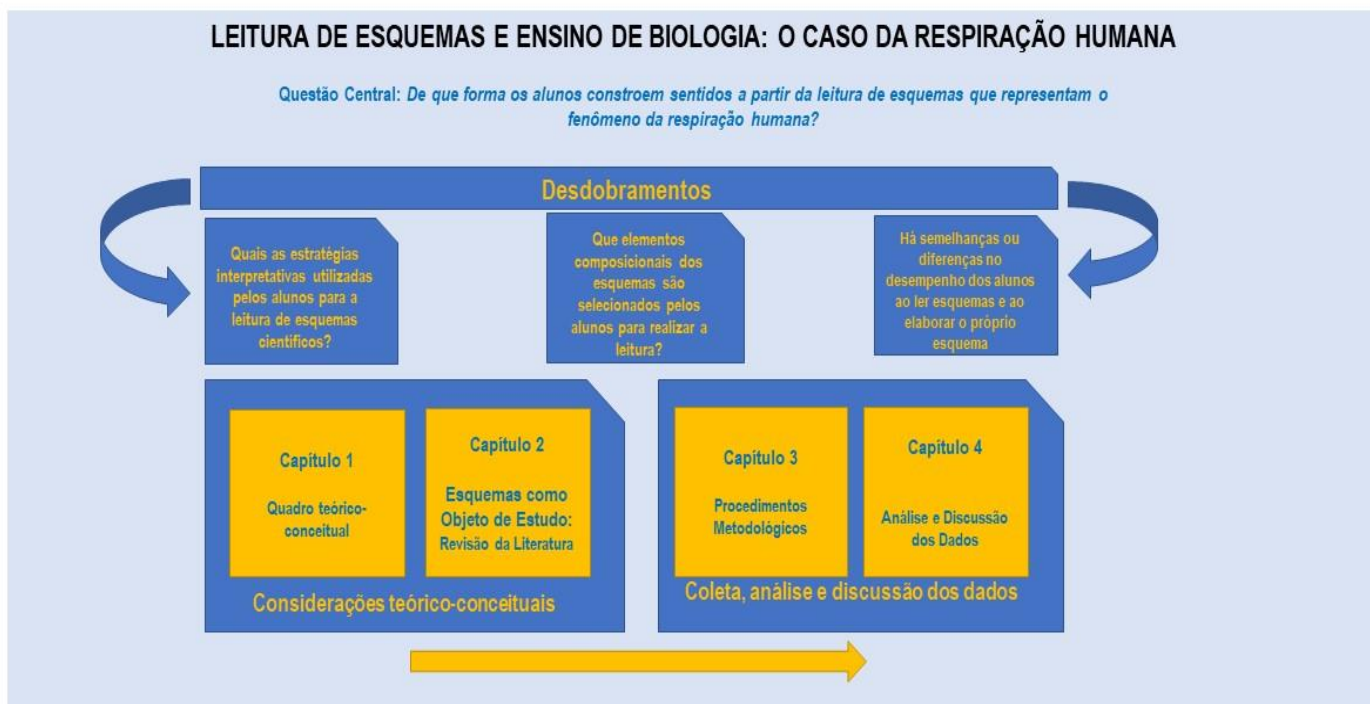 LEITURA DE ESQUEMAS E ENSINO DE BIOLOGIA: O CASO DA RESPIRAÇÃO HUMANA
Questão Central: De que forma os alunos constroem sentidos a partir da leitura de esquemas que representam o
fenômeno da respiração humana?
Desdobramentos
Quais as estratégias
interpretativas utilizadas
pelos alunos para a
leitura de esquemas
científicos?
Que elementos
composicionais dos
esquemas são
selecionados pelos
alunos para realizar a
leitura?
Há semelhanças ou
diferenças no
desempenho dos alunos
ao ler esquemas e ao
elaborar o próprio
esquema
Capítulo 1
Quadro teórico-
conceitual
Capítulo 2
Esquemas como
Objeto de Estudo:
Revisão da Literatura
Considerações teórico-conceituais
Capítulo 3
Procedimentos
Metodológicos
Capítulo 4
Análise e Discussão
dos Dados
Coleta, análise e discussão dos dados